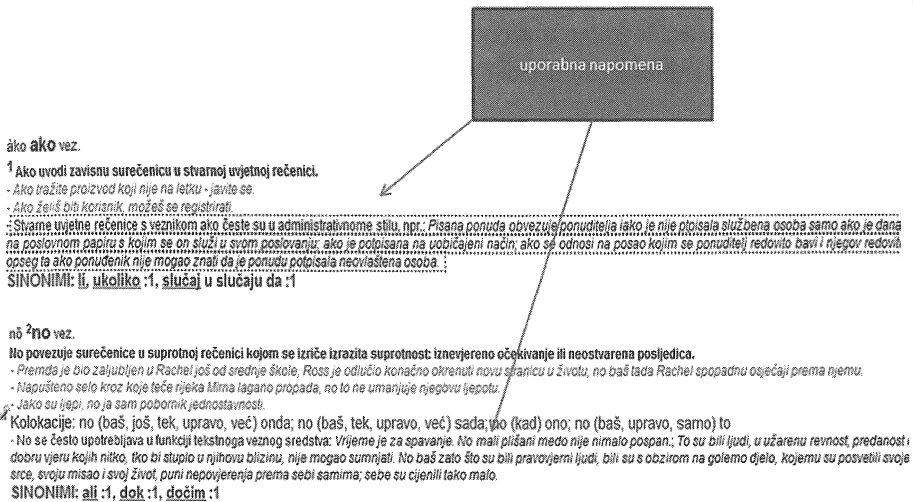 uporabna napomena
ȁko ako vez.
1 Ako uvodi zavisnu surečenicu u stvarnoj uvjetnoj rečenici.
- Ako tražite proizvod koji nije na letku - javite se.
- Ako želiš biti korisnik, možeš se registrirati.
- Stvarne uvjetne rečenice s veznikom ako česte su u administrativnome stilu, npr.: Pisana ponuda obvezuje ponuditelja iako je nije ptpisala službena osoba samo ako je dana
na poslovnom papiru s kojim se on služi u svom poslovanju; ako je potpisana na uobičajeni način; ako se odnosi na posao kojim se ponuditelj redovito bavi i njegov redoviti
opseg ta ako ponuđenik nije mogao znati da je ponudu potpisala neovlaštena osoba.
SINONIMI: li, ukoliko :1, slučaj u slučaju da :1
nȍ 2no vez.
No povezuje surečenice u suprotnoj rečenici kojom se izriče izrazita suprotnost: iznevjereno očekivanje ili neostvarena posljedica.
- Premda je bio zaljubljen u Rachel još od srednje škole, Ross je odlučio konačno okrenuti novu stranicu u životu, no baš tada Rachel spopadnu osjećaji prema njemu.
- Napušteno selo kroz koje teče rijeka Mirna lagano propada, no to ne umanjuje njegovu ljepotu.
- Jako su lijepi, no ja sam pobornik jednostavnosti.
Kolokacije: no (baš, još, tek, upravo, već) onda; no (baš, tek, upravo, već) sada; no (kad) ono; no (baš, upravo, samo) to
- No se često upotrebljava u funkciji tekstnoga veznog sredstva: Vrijeme je za spavanje. No mali plišani medo nije nimalo pospan.; To su bili ljudi, u užarenu revnost, predanost i
dobru vjeru kojih nitko, tko bi stupio u njihovu blizinu, nije mogao sumnjati. No baš zato što su bili pravovjerni ljudi, bili su s obzirom na golemo djelo, kojemu su posvetili svoje
srce, svoju misao i svoj život, puni nepovjerenja prema sebi samima; sebe su cijenili tako malo.
SINONIMI: ali :1, dok :1, dočim :1